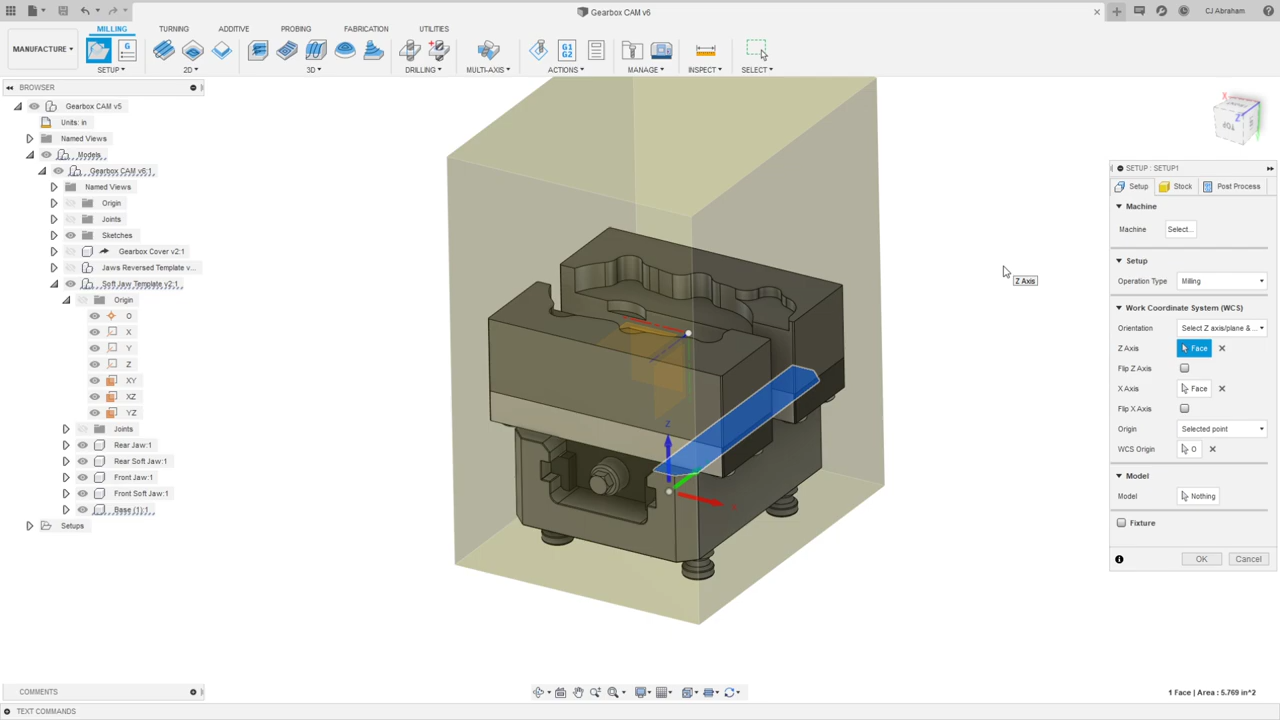 Gearbox CAM v6
CJ Abraham
MANUFACTURE
MILLING
TURNING
ADDITIVE
PROBING
FABRICATION
UTILITIES
G1
G2
SETUP
2D
3D
DRILLING
MULTI-AXIS
ACTIONS
MANAGE
INSPECT
SELECT
BROWSER
Gearbox CAM v5
Units: in
Named Views
Models
Gearbox CAM v6:1
Named Views
Origin
Joints
Sketches
Gearbox Cover v2:1
Jaws Reversed Template v...
Soft Jaw Template v2:1
Origin
O
X
Y
Z
XY
XZ
YZ
Joints
Rear Jaw:1
Rear Soft Jaw:1
Front Jaw:1
Front Soft Jaw:1
Base (1):1
Setups
Z
X
Z
TOP
Z Axis
SETUP : SETUP1
Setup
Stock
Post Process
Machine
Machine
Select...
Setup
Operation Type
Milling
Work Coordinate System (WCS)
Orientation
Select Z axis/plane & ...
Z Axis
Face
Flip Z Axis
X Axis
Face
Flip X Axis
Origin
Selected point
WCS Origin
O
Model
Model
Nothing
Fixture
OK
Cancel
COMMENTS
1 Face | Area : 5.769 in^2
TEXT COMMANDS